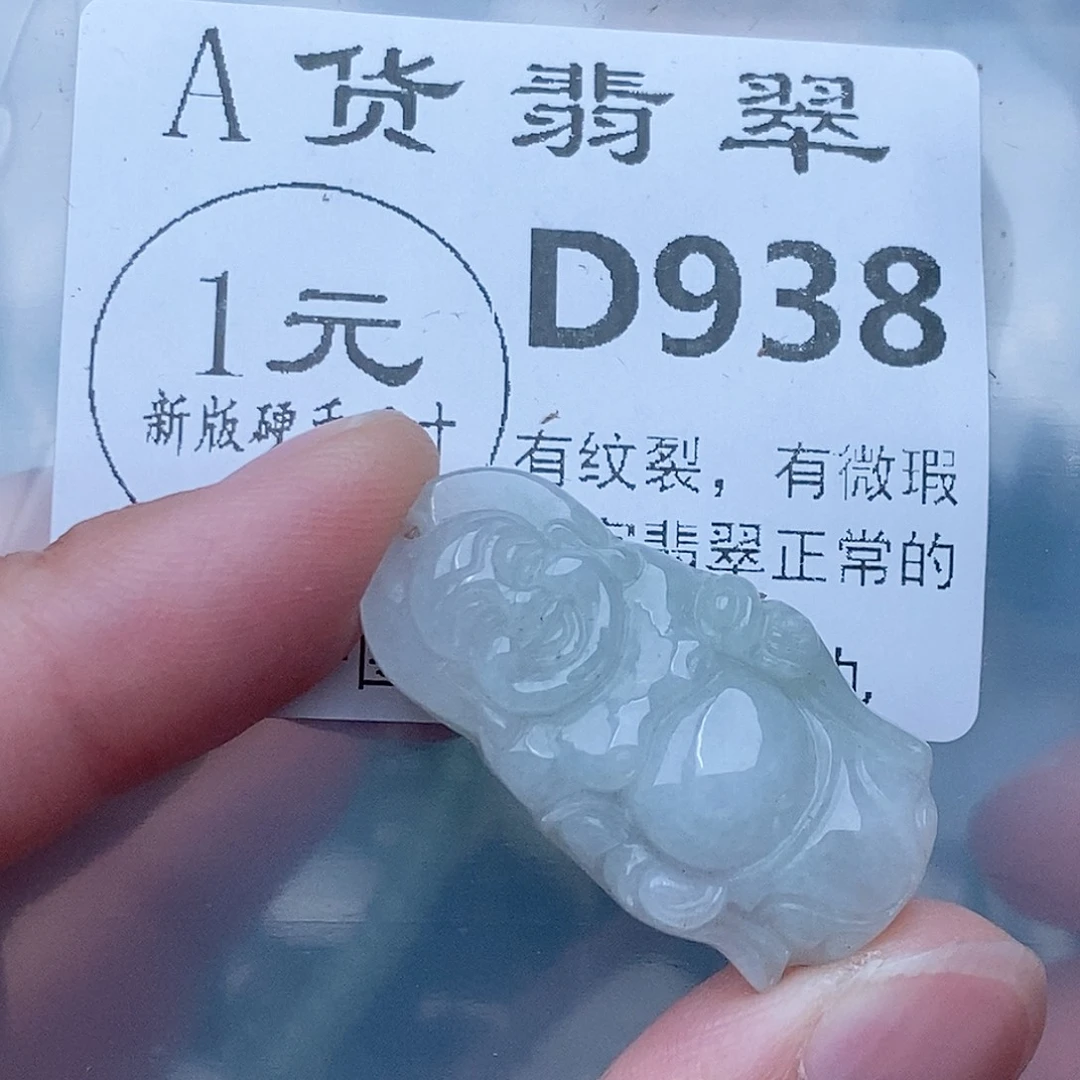 A货翡翠
1元
新版硬
D938
有纹裂，有微瑕
翡翠正常的